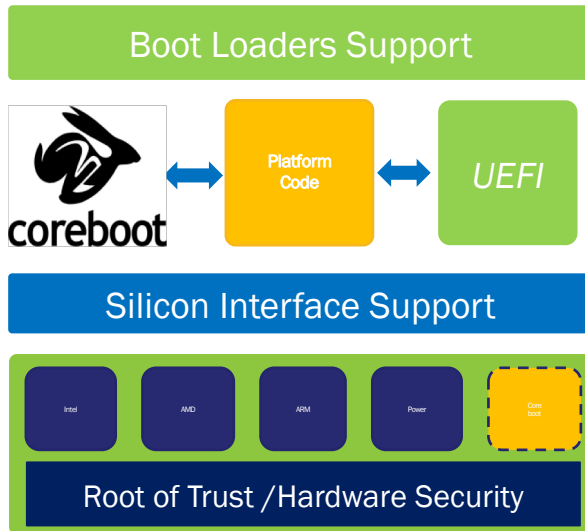 Boot Loaders Support
coreboot
Platform
Code
UEFI
Silicon Interface Support
Intel
AMD
ARM
Power
Core
boot
Root of Trust /Hardware Security